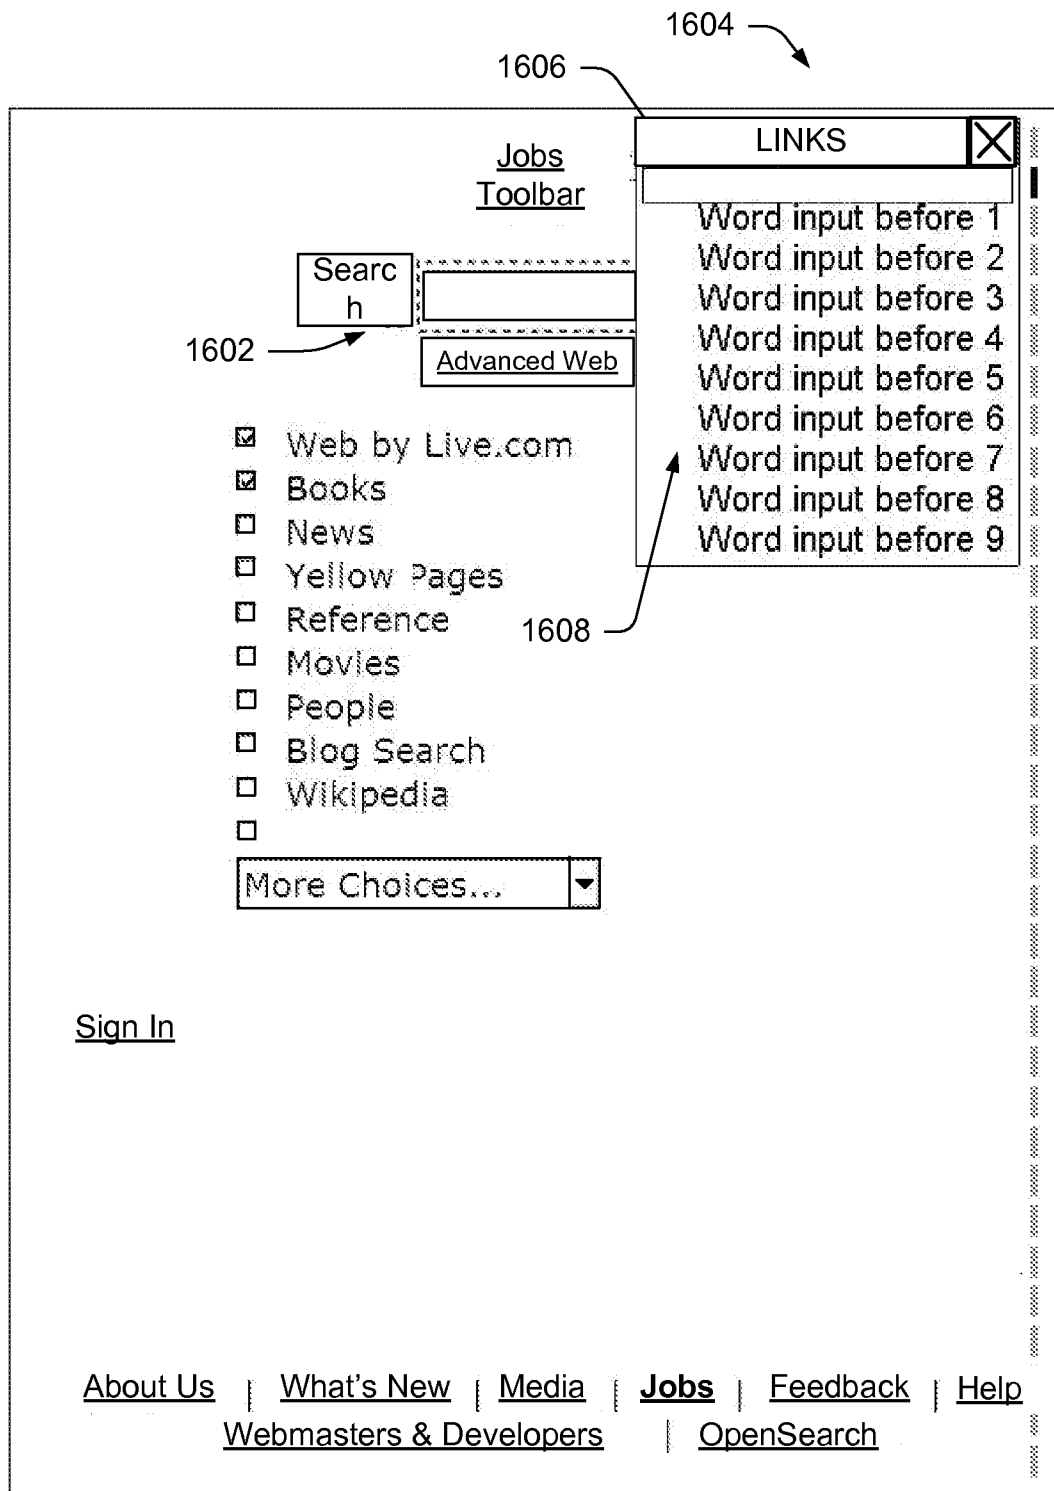 1604
1606
LINKS
Jobs
Toolbar
Word input before 1
Word input before 2
Word input before 3
Word input before 4
Word input before 5
Word input before 6
Word input before 7
Word input before 8
Word input before 9
Searc
h
1602
Advanced Web
Web by Live.com
Books
News
Yellow Pages
Reference
1608
Movies
People
Blog Search
Wikipedia
More Choices...
Sign In
About Us | What's New | Media | Jobs | Feedback | Help
Webmasters & Developers | OpenSearch